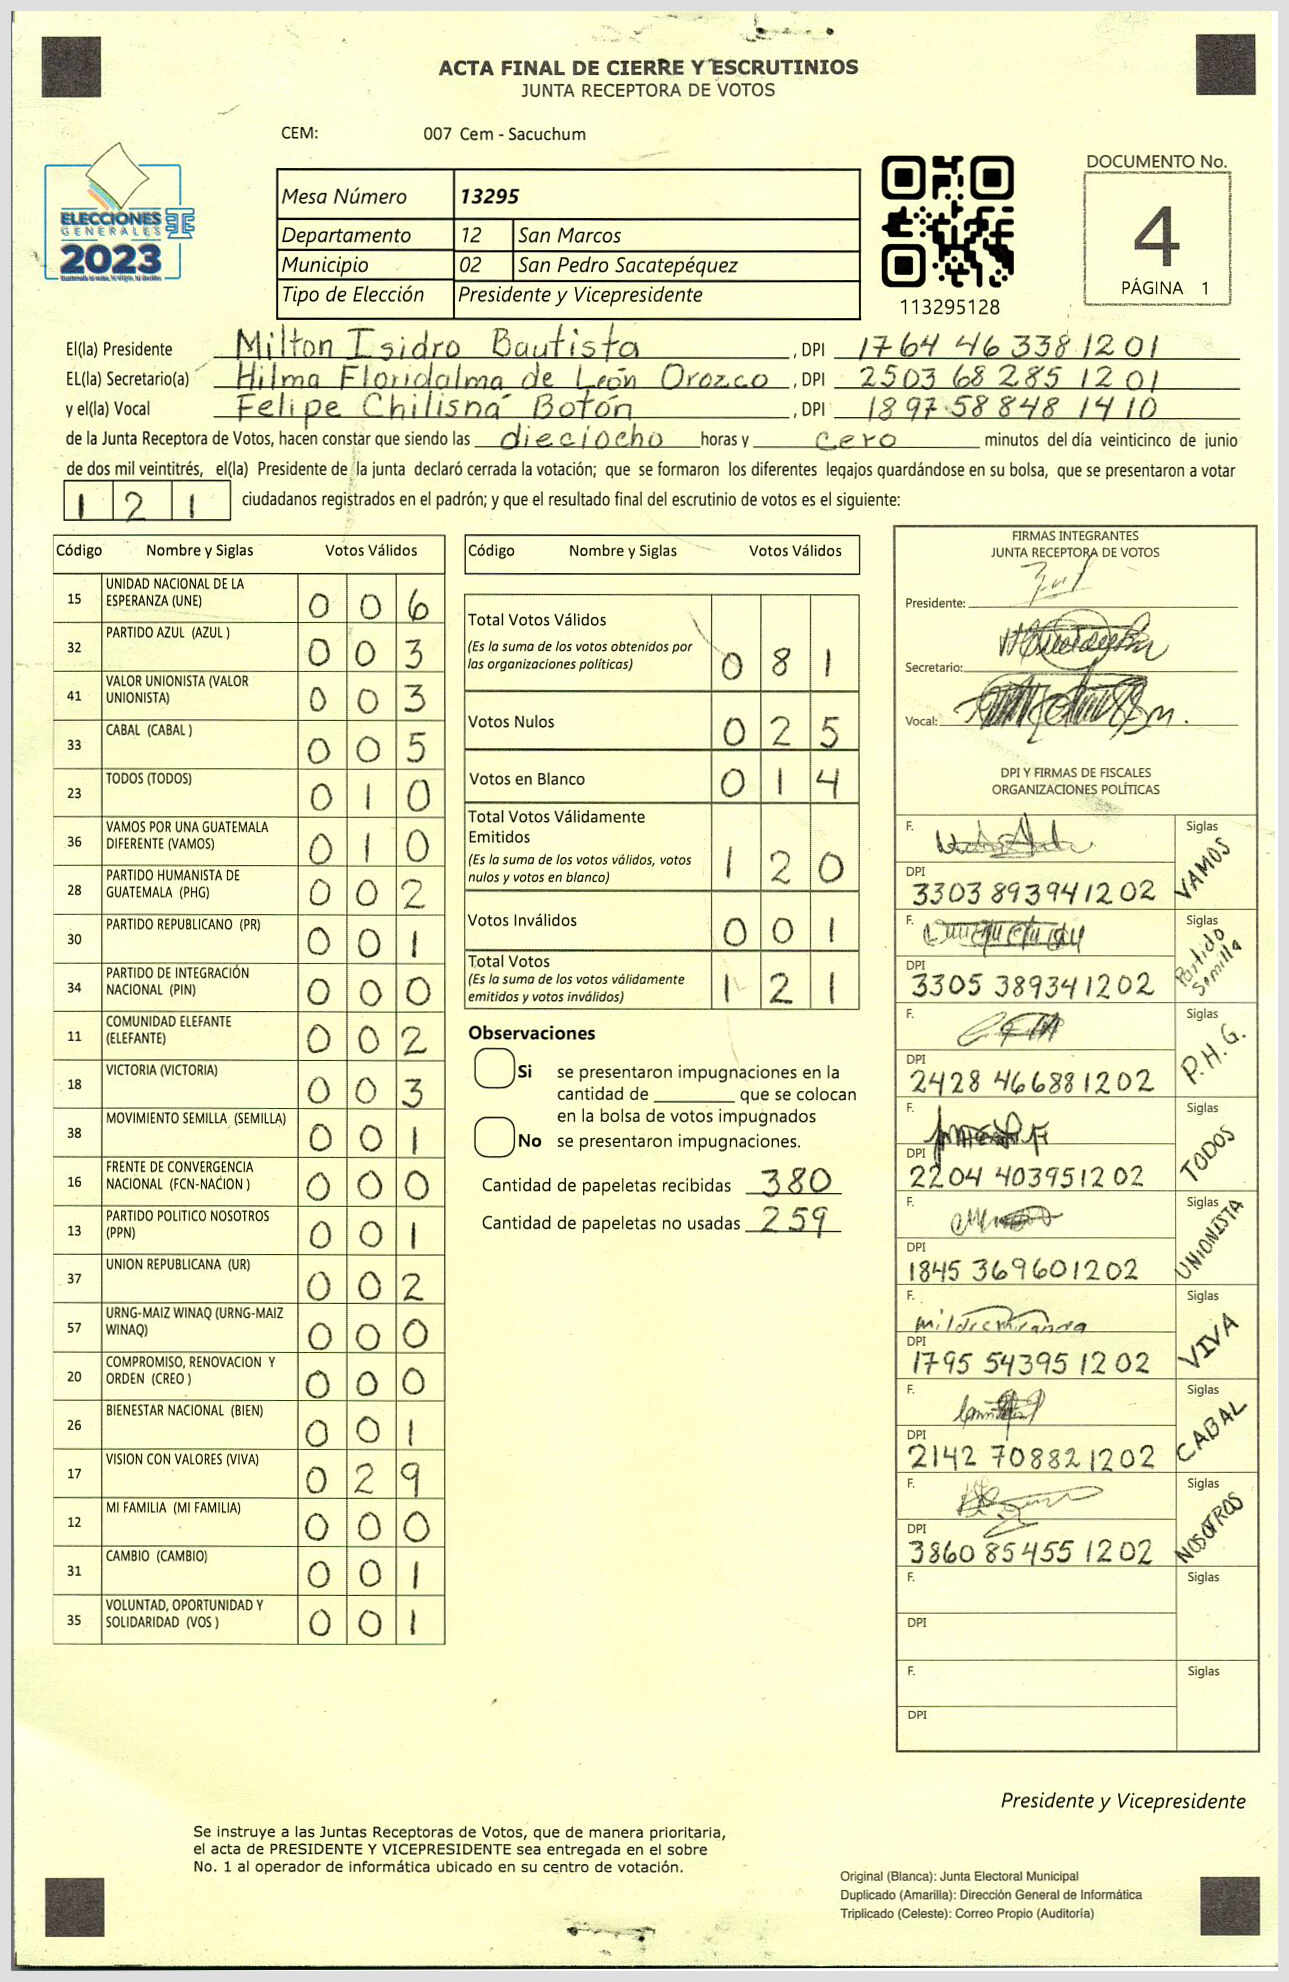 ACTA FINAL DE CIERRE Y ESCRUTINIOS
JUNTA RECEPTORA DE VOTOS
CEM: 007 Cem - Sacuchum
ELECCIONES
GENERALES
2023
Mesa Número 13295
Departamento 12 San Marcos
Municipio 02 San Pedro Sacatepéquez
Tipo de Elección Presidente y Vicepresidente
113295128
DOCUMENTO No.
4
PÁGINA 1
El(la) Presidente Milton Isidro Bautista , DPI 1764 46338 1201
EL(la) Secretario(a) Hilma Floridalma de León Orozco , DPI 2503 68285 1201
y el(la) Vocal Felipe Chilisná Botón , DPI 1897 58848 1410
de la Junta Receptora de Votos, hacen constar que siendo las dieciocho horas y cero minutos del día veinticinco de junio
de dos mil veintitrés, el(la) Presidente de la junta declaró cerrada la votación; que se formaron los diferentes legajos quardándose en su bolsa, que se presentaron a votar
1 2 1 ciudadanos registrados en el padrón; y que el resultado final del escrutinio de votos es el siguiente:
Código Nombre y Siglas Votos Válidos
15 UNIDAD NACIONAL DE LA ESPERANZA (UNE) 0 0 6
32 PARTIDO AZUL (AZUL ) 0 0 3
41 VALOR UNIONISTA (VALOR UNIONISTA) 0 0 3
33 CABAL (CABAL ) 0 0 5
23 TODOS (TODOS) 0 1 0
36 VAMOS POR UNA GUATEMALA DIFERENTE (VAMOS) 0 1 0
28 PARTIDO HUMANISTA DE GUATEMALA (PHG) 0 0 2
30 PARTIDO REPUBLICANO (PR) 0 0 1
34 PARTIDO DE INTEGRACIÓN NACIONAL (PIN) 0 0 0
11 COMUNIDAD ELEFANTE (ELEFANTE) 0 0 2
18 VICTORIA (VICTORIA) 0 0 3
38 MOVIMIENTO SEMILLA (SEMILLA) 0 0 1
16 FRENTE DE CONVERGENCIA NACIONAL (FCN-NACION ) 0 0 0
13 PARTIDO POLITICO NOSOTROS (PPN) 0 0 1
37 UNION REPUBLICANA (UR) 0 0 2
57 URNG-MAIZ WINAQ (URNG-MAIZ WINAQ) 0 0 0
20 COMPROMISO, RENOVACION Y ORDEN (CREO ) 0 0 0
26 BIENESTAR NACIONAL (BIEN) 0 0 1
17 VISION CON VALORES (VIVA) 0 2 9
12 MI FAMILIA (MI FAMILIA) 0 0 0
31 CAMBIO (CAMBIO) 0 0 1
35 VOLUNTAD, OPORTUNIDAD Y SOLIDARIDAD (VOS ) 0 0 1
Código Nombre y Siglas Votos Válidos
Total Votos Válidos 0 8 1
(Es la suma de los votos obtenidos por
las organizaciones políticas)
Votos Nulos 0 2 5
Votos en Blanco 0 1 4
Total Votos Válidamente
Emitidos
(Es la suma de los votos válidos, votos
nulos y votos en blanco) 1 2 0
Votos Inválidos 0 0 1
Total Votos
(Es la suma de los votos válidamente
emitidos y votos inválidos) 1 2 1
Observaciones
Si se presentaron impugnaciones en la
cantidad de ________ que se colocan
en la bolsa de votos impugnados
No se presentaron impugnaciones.
Cantidad de papeletas recibidas 380
Cantidad de papeletas no usadas 259
FIRMAS INTEGRANTES
JUNTA RECEPTORA DE VOTOS
Presidente:
Secretario:
Vocal:
DPI Y FIRMAS DE FISCALES
ORGANIZACIONES POLÍTICAS
F. Siglas VAMOS
DPI 3303 89394 1202
F. Siglas Partido Semilla
DPI 3305 38934 1202
F. Siglas P.H.G.
DPI 2428 46688 1202
F. Siglas TODOS
DPI 2204 40395 1202
F. Siglas UNIONISTA
DPI 1845 36960 1202
F. Siglas VIVA
DPI 1795 54395 1202
F. Siglas CABAL
DPI 2142 70882 1202
F. Siglas NOSOTROS
DPI 3860 85455 1202
F. Siglas
DPI
F. Siglas
DPI
Presidente y Vicepresidente
Se instruye a las Juntas Receptoras de Votos, que de manera prioritaria,
el acta de PRESIDENTE Y VICEPRESIDENTE sea entregada en el sobre
No. 1 al operador de informática ubicado en su centro de votación.
Original (Blanca): Junta Electoral Municipal
Duplicado (Amarilla): Dirección General de Informática
Triplicado (Celeste): Correo Propio (Auditoría)